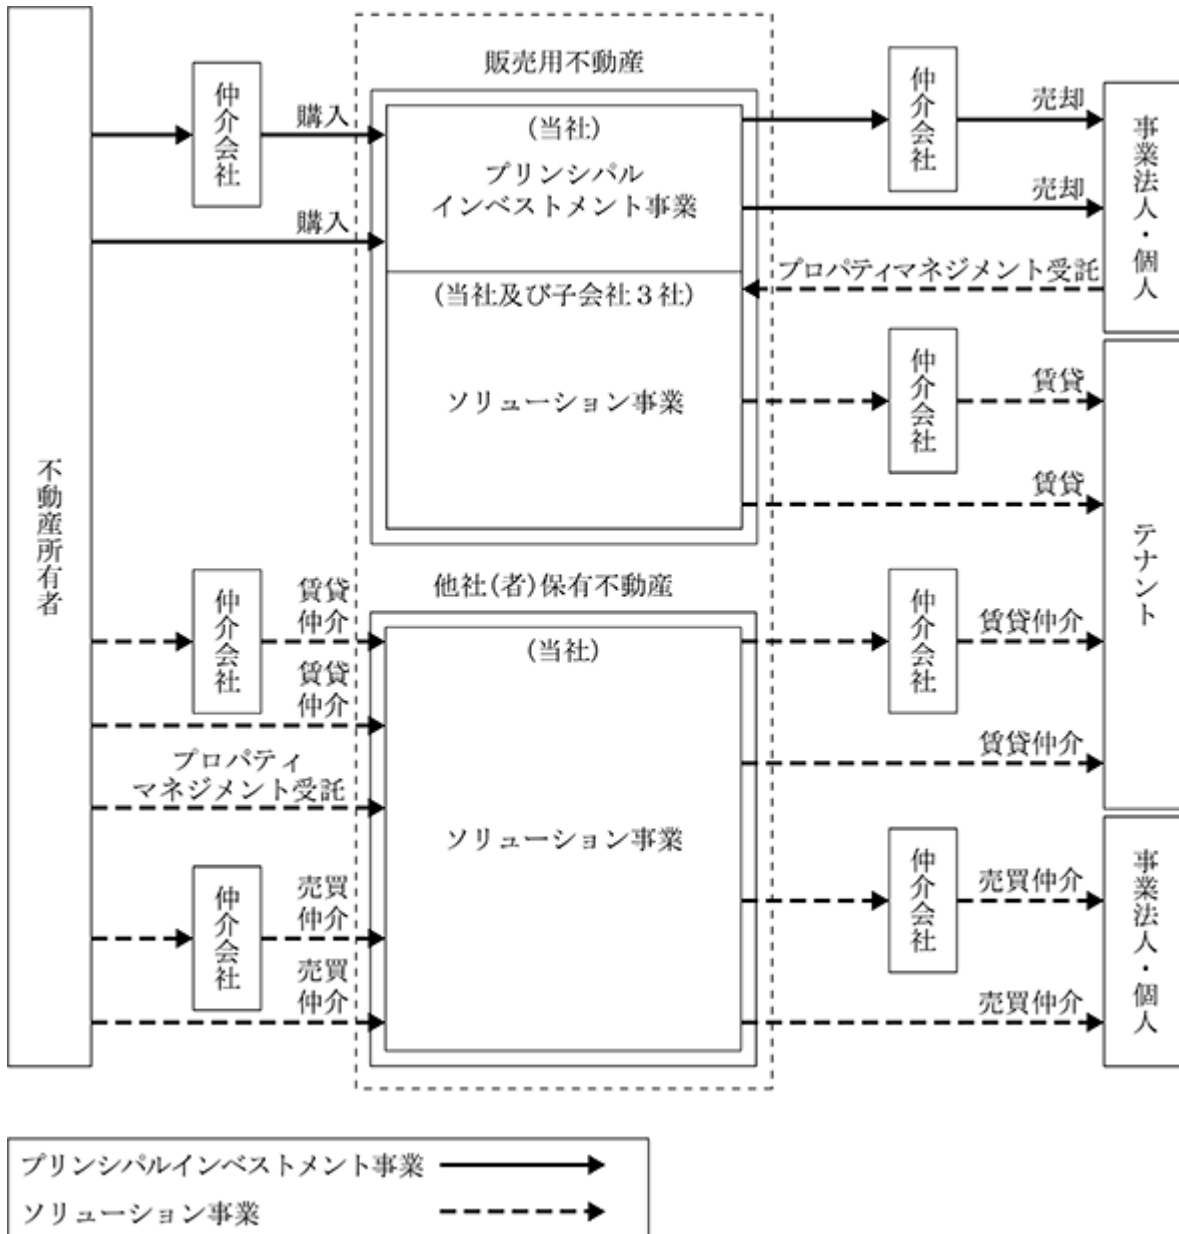 不動産所有者
仲介会社
購入
購入
販売用不動産
(当社)
プリンシパル
インベストメント事業
(当社及び子会社３社)
ソリューション事業
仲介会社
売却
売却
プロパティマネジメント受託
事業法人・個人
仲介会社
賃貸
賃貸
テナント
他社(者)保有不動産
仲介会社
賃貸
仲介
賃貸
仲介
プロパティ
マネジメント受託
仲介会社
売買
仲介
売買
仲介
(当社)
ソリューション事業
仲介会社
賃貸仲介
賃貸仲介
仲介会社
売買仲介
売買仲介
事業法人・個人
プリンシパルインベストメント事業
ソリューション事業